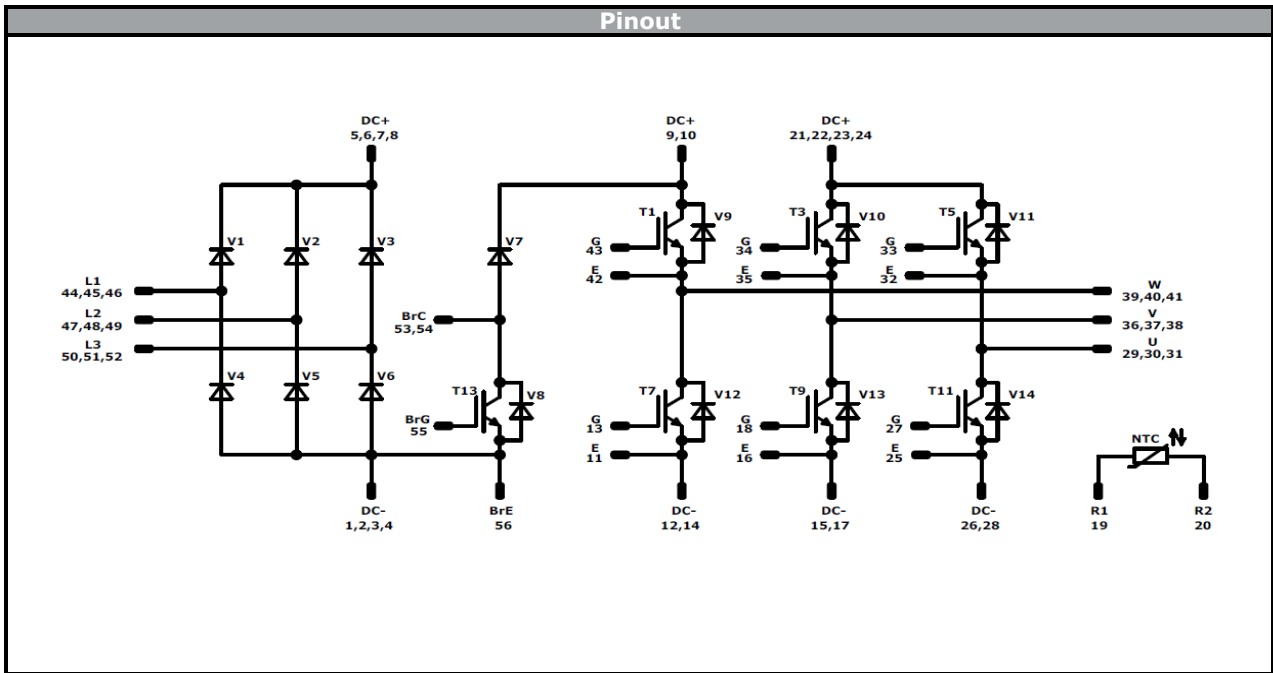 Pinout
DC+
5,6,7,8
DC+
9,10
DC+
21,22,23,24
T1
V9
T3
V10
T5
V11
V1
V2
V3
V7
G
43
G
34
G
33
E
42
E
35
E
32
L1
44,45,46
L2
47,48,49
L3
50,51,52
BrC
53,54
W
39,40,41
V
36,37,38
U
29,30,31
V4
V5
V6
T13
V8
T7
V12
T9
V13
T11
V14
BrG
55
G
13
G
18
G
27
E
11
E
16
E
25
NTC
DC-
1,2,3,4
BrE
56
DC-
12,14
DC-
15,17
DC-
26,28
R1
19
R2
20